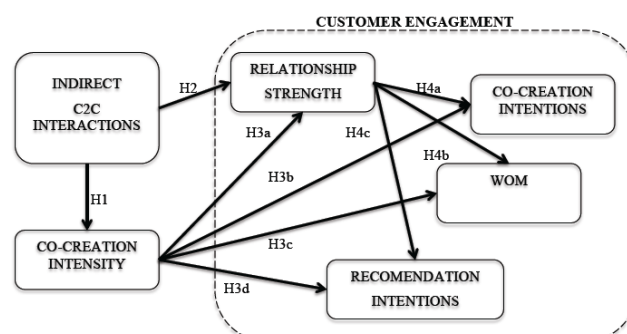 CUSTOMER ENGAGEMENT
INDIRECT
C2C
INTERACTIONS
H2
RELATIONSHIP
STRENGTH
H4a
CO-CREATION
INTENTIONS
H3a
H4c
H4b
H3b
WOM
H1
CO-CREATION
INTENSITY
H3c
H3d
RECOMENDATION
INTENTIONS